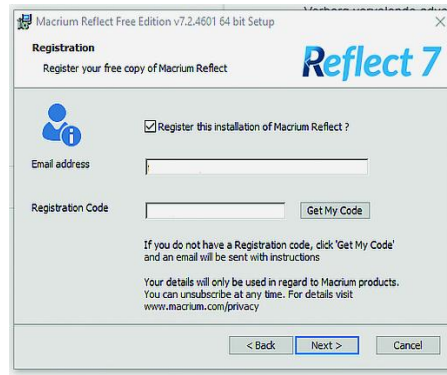 Macrium Reflect Free Edition v7.2.4601 64 bit Setup
Registration
Register your free copy of Macrium Reflect
Reflect 7
Register this installation of Macrium Reflect ?
Email address
Registration Code
Get My Code
If you do not have a Registration code, click 'Get My Code'
and an email will be sent with instructions
Your details will only be used in regard to Macrium products.
You can unsubscribe at any time. For details visit
www.macrium.com/privacy
< Back
Next >
Cancel